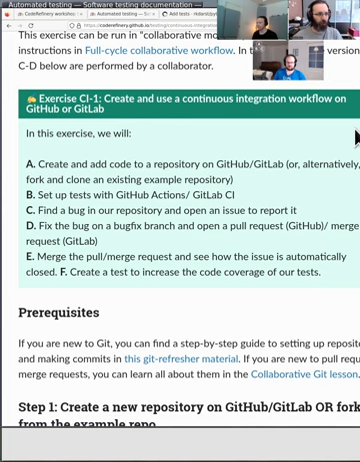 Automated testing — Software testing documentation
CodeRefinery workshop
Automated testing — S
Add tests · rkdarst/p
https://coderefinery.github.io/testing/continuous-integration
This exercise can be run in "collaborative mo
instructions in Full-cycle collaborative workflow. In t version
C-D below are performed by a collaborator.
Exercise CI-1: Create and use a continuous integration workflow on
GitHub or GitLab
In this exercise, we will:
A. Create and add code to a repository on GitHub/GitLab (or, alternatively,
fork and clone an existing example repository)
B. Set up tests with GitHub Actions/ GitLab CI
C. Find a bug in our repository and open an issue to report it
D. Fix the bug on a bugfix branch and open a pull request (GitHub)/ merge
request (GitLab)
E. Merge the pull/merge request and see how the issue is automatically
closed. F. Create a test to increase the code coverage of our tests.
Prerequisites
If you are new to Git, you can find a step-by-step guide to setting up reposito
and making commits in this git-refresher material. If you are new to pull requ
merge requests, you can learn all about them in the Collaborative Git lesson.
Step 1: Create a new repository on GitHub/GitLab OR fork
from the example repo